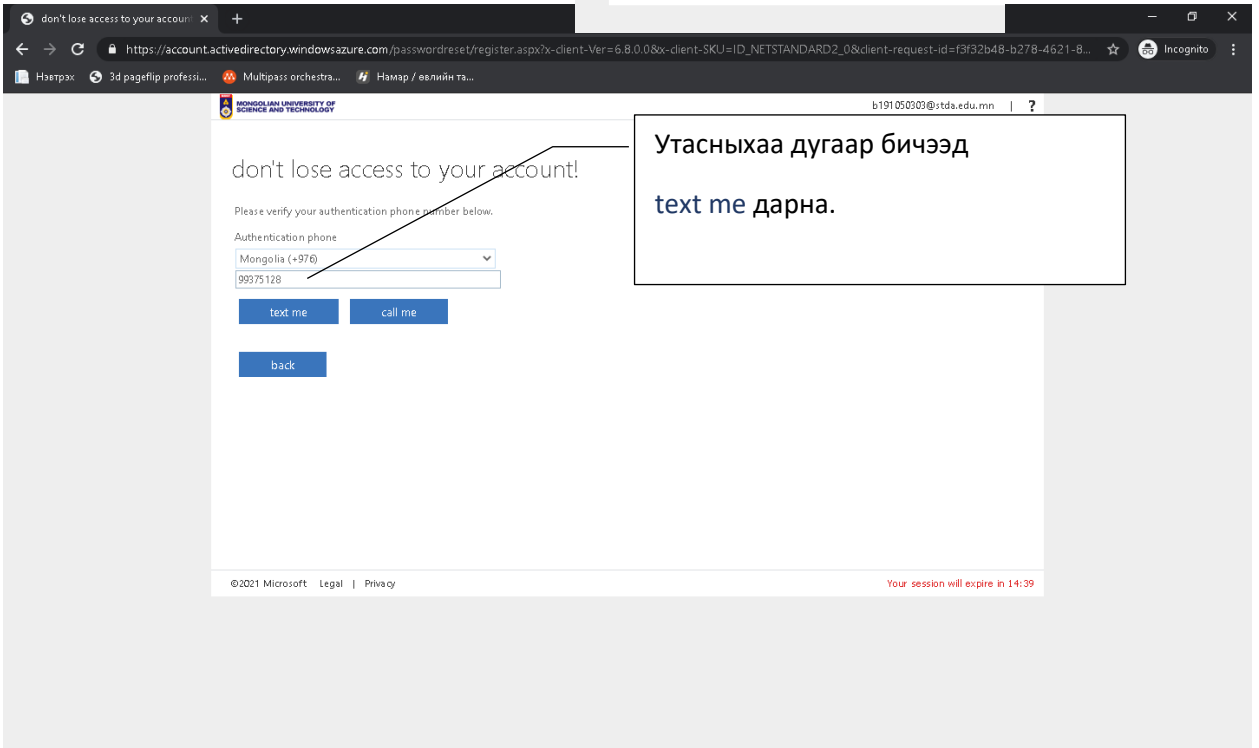 don't lose access to your accoun
https://account.activedirectory.windowsazure.com/passwordreset/register.aspx?x-client-Ver=6.8.0.0&x-client-SKU=ID_NETSTANDARD2_0&client-request-id=f3f32b48-b278-4621-8...
Incognito
Нэвтрэх 3d pageflip professi... Multipass orchestra... Намар / өвлийн та...
MONGOLIAN UNIVERSITY OF
SCIENCE AND TECHNOLOGY
b191050303@stda.edu.mn | ?
Утасныхаа дугаар бичээд
text me дарна.
don't lose access to your account!
Please verify your authentication phone number below.
Authentication phone
Mongolia (+976)
99375128
text me call me
back
©2021 Microsoft Legal | Privacy
Your session will expire in 14:39